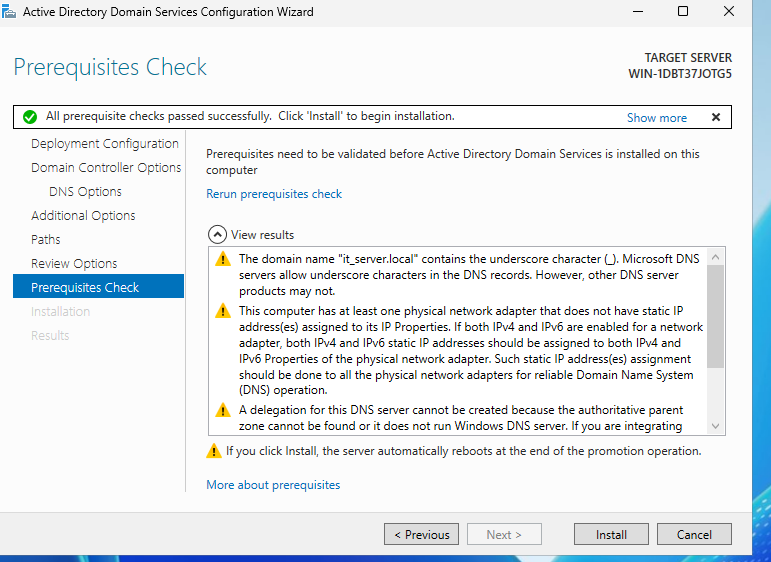 Active Directory Domain Services Configuration Wizard
Prerequisites Check
TARGET SERVER
WIN-1DBT37JOTG5
All prerequisite checks passed successfully. Click 'Install' to begin installation.
Show more
Deployment Configuration
Domain Controller Options
DNS Options
Additional Options
Paths
Review Options
Prerequisites Check
Installation
Results
Prerequisites need to be validated before Active Directory Domain Services is installed on this
computer
Rerun prerequisites check
View results
The domain name "it_server.local" contains the underscore character (_). Microsoft DNS
servers allow underscore characters in the DNS records. However, other DNS server
products may not.
This computer has at least one physical network adapter that does not have static IP
address(es) assigned to its IP Properties. If both IPv4 and IPv6 are enabled for a network
adapter, both IPv4 and IPv6 static IP addresses should be assigned to both IPv4 and
IPv6 Properties of the physical network adapter. Such static IP address(es) assignment
should be done to all the physical network adapters for reliable Domain Name System
(DNS) operation.
A delegation for this DNS server cannot be created because the authoritative parent
zone cannot be found or it does not run Windows DNS server. If you are integrating
If you click Install, the server automatically reboots at the end of the promotion operation.
More about prerequisites
< Previous
Next >
Install
Cancel